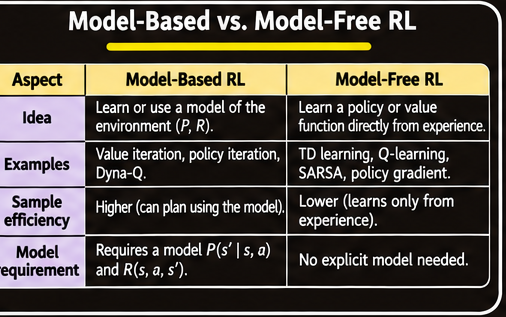 Model-Based vs. Model-Free RL
Aspect
Model-Based RL
Model-Free RL
Idea
Learn or use a model of the
environment (P, R).
Learn a policy or value
function directly from experience.
Examples
Value iteration, policy iteration,
Dyna-Q.
TD learning, Q-learning,
SARSA, policy gradient.
Sample
efficiency
Higher (can plan using the model).
Lower (learns only from
experience).
Model
requirement
Requires a model P(s′ | s, a)
and R(s, a, s′).
No explicit model needed.